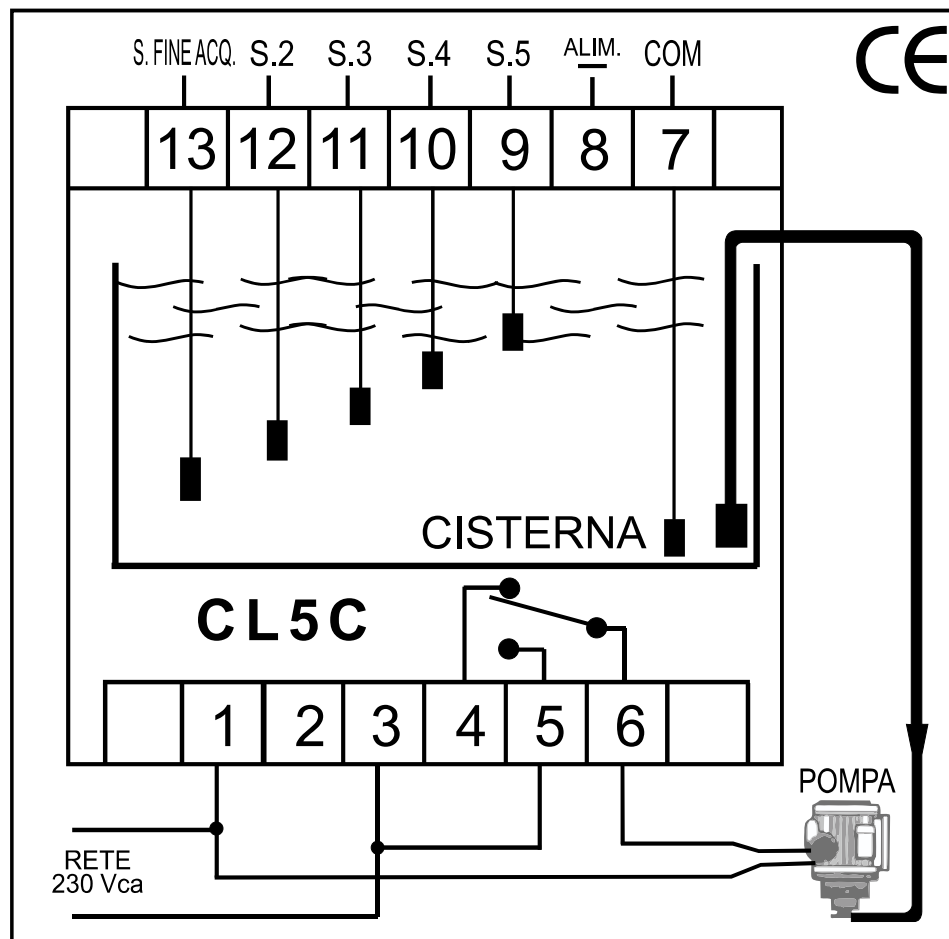 S. FINE ACQ. S.2 S.3 S.4 S.5 ALIM. COM
CE
13 12 11 10 9 8 7
CISTERNA
CL5C
1 2 3 4 5 6
POMPA
RETE
230 Vca